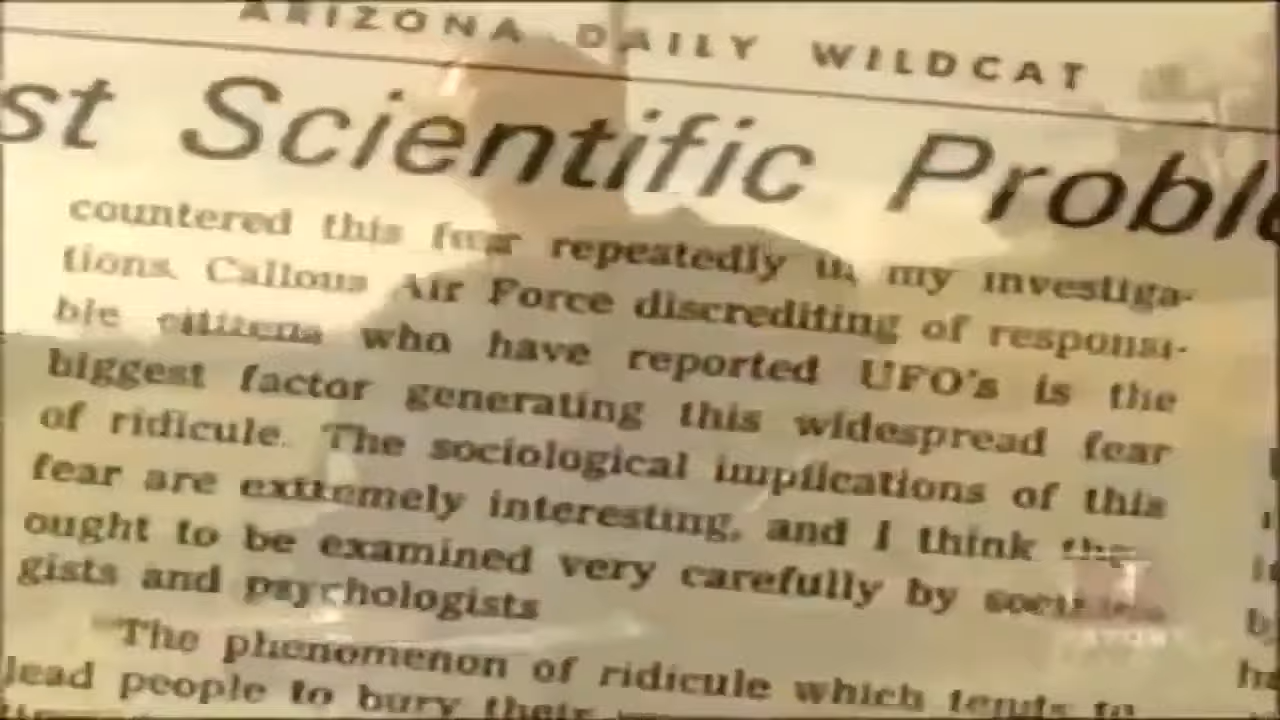 ARIZONA DAILY WILDCAT
st Scientific Proble
countered this fear repeatedly in my investiga-
tions. Callous Air Force discrediting of responsi-
ble citizens who have reported UFO's is the
biggest factor generating this widespread fear
of ridicule. The sociological implications of this
fear are extremely interesting, and I think they
ought to be examined very carefully by
gists and psychologists
"The phenomenon of ridicule which tends to
lead people to bury their